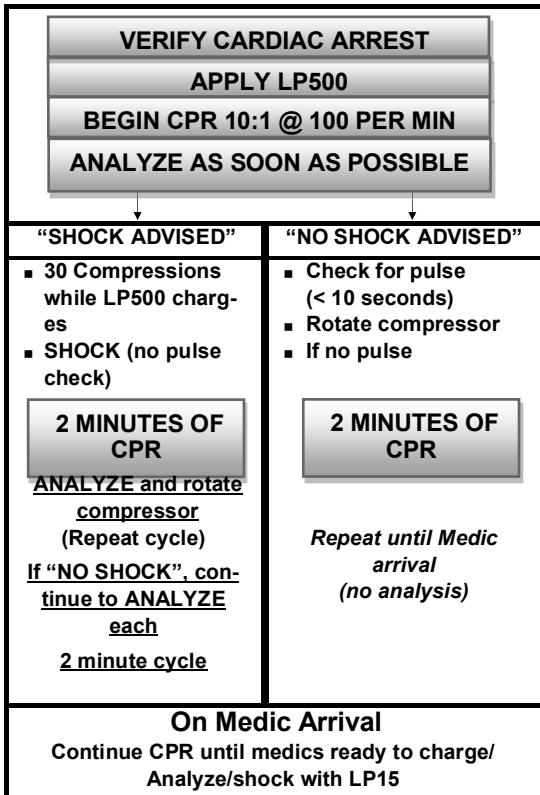 VERIFY CARDIAC ARREST
APPLY LP500
BEGIN CPR 10:1 @ 100 PER MIN
ANALYZE AS SOON AS POSSIBLE
“SHOCK ADVISED”
▪ 30 Compressions
while LP500 charg-
es
▪ SHOCK (no pulse
check)
2 MINUTES OF
CPR
ANALYZE and rotate
compressor
(Repeat cycle)
If “NO SHOCK”, con-
tinue to ANALYZE
each
2 minute cycle
“NO SHOCK ADVISED”
▪ Check for pulse
(< 10 seconds)
▪ Rotate compressor
▪ If no pulse
2 MINUTES OF
CPR
Repeat until Medic
arrival
(no analysis)
On Medic Arrival
Continue CPR until medics ready to charge/
Analyze/shock with LP15